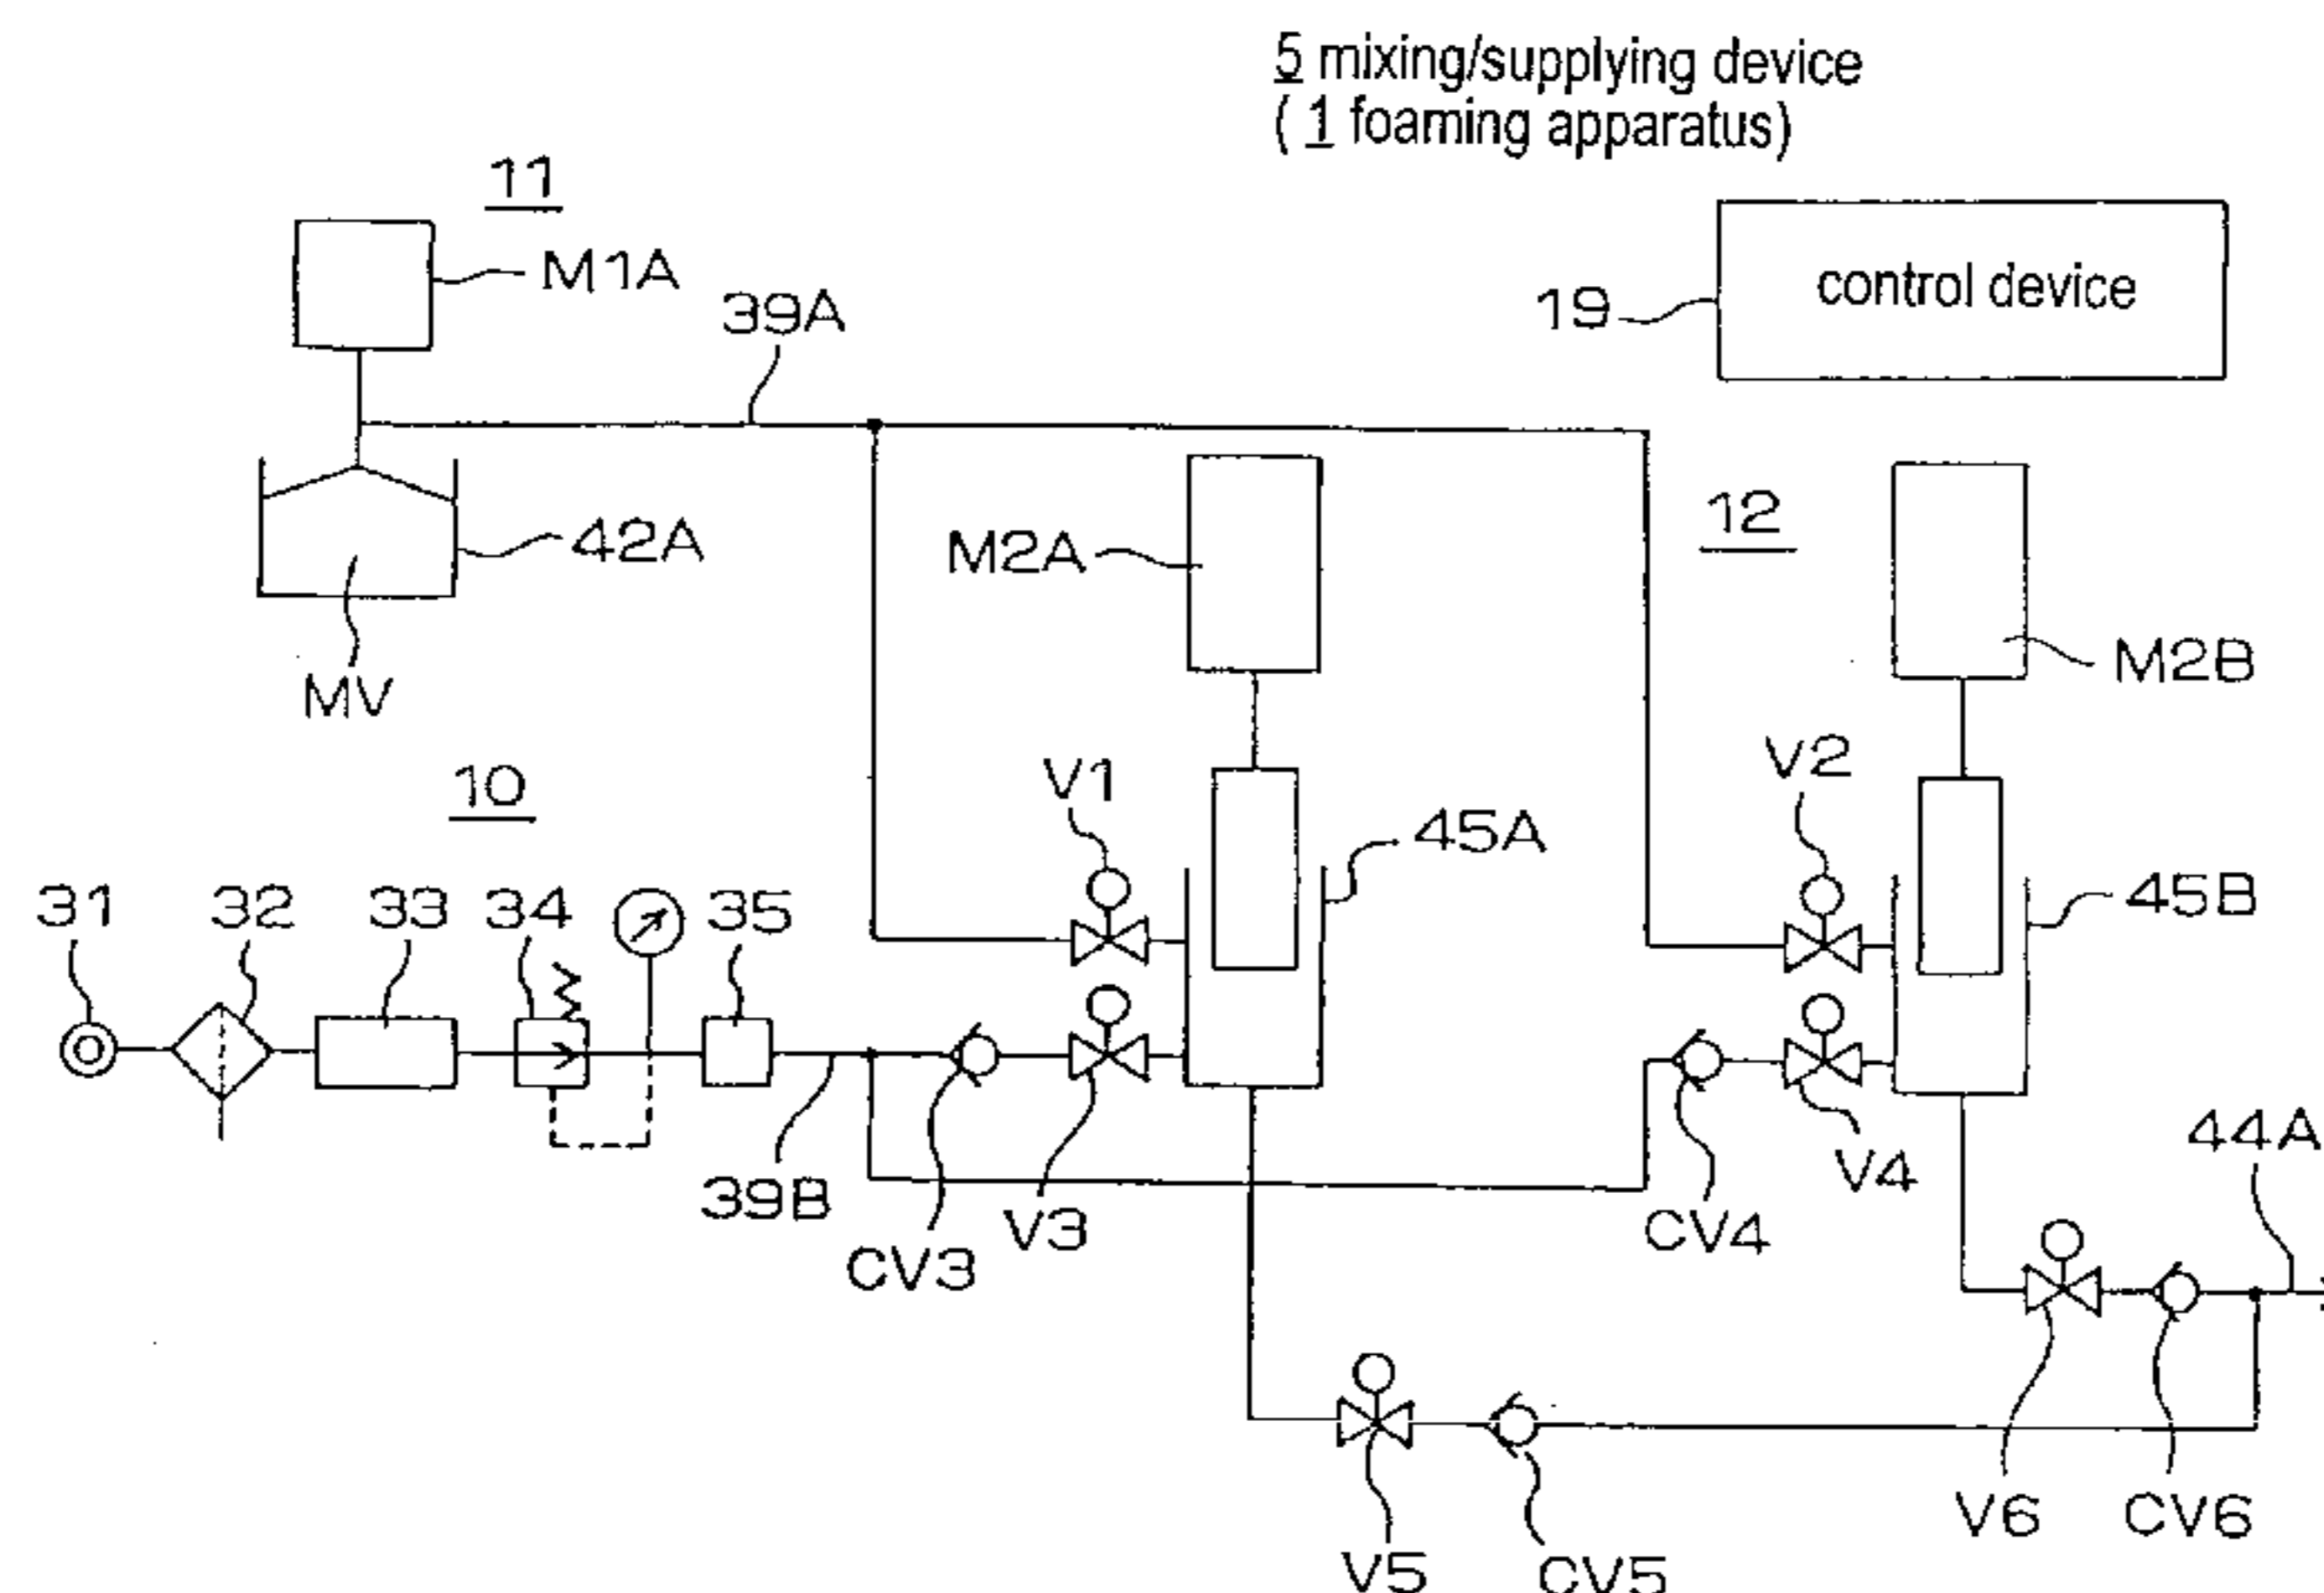 5 mixing/supplying device
( 1 foaming apparatus)
11
M1A
39A
19
control device
42A
M2A
12
MV
M2B
10
V1
V2
45A
45B
31
32
33
34
35
44A
39B
CV3
V3
CV4
V4
V5
CV5
V6
CV6